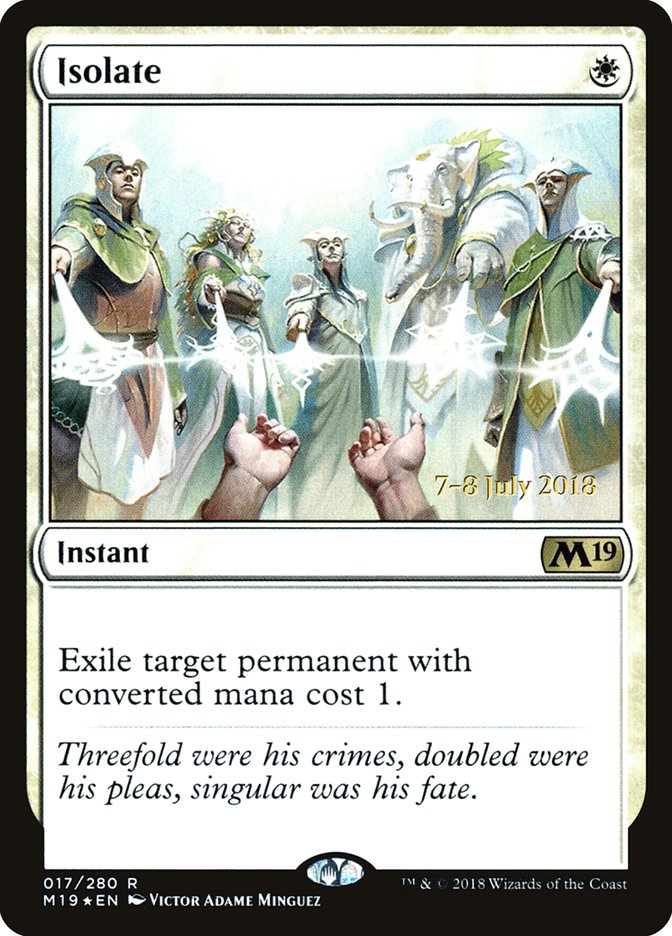 Isolate
7–8 July 2018
Instant
M19
Exile target permanent with
converted mana cost 1.
Threefold were his crimes, doubled were
his pleas, singular was his fate.
017/280 R
M19★EN Victor Adame Minguez
™ & © 2018 Wizards of the Coast